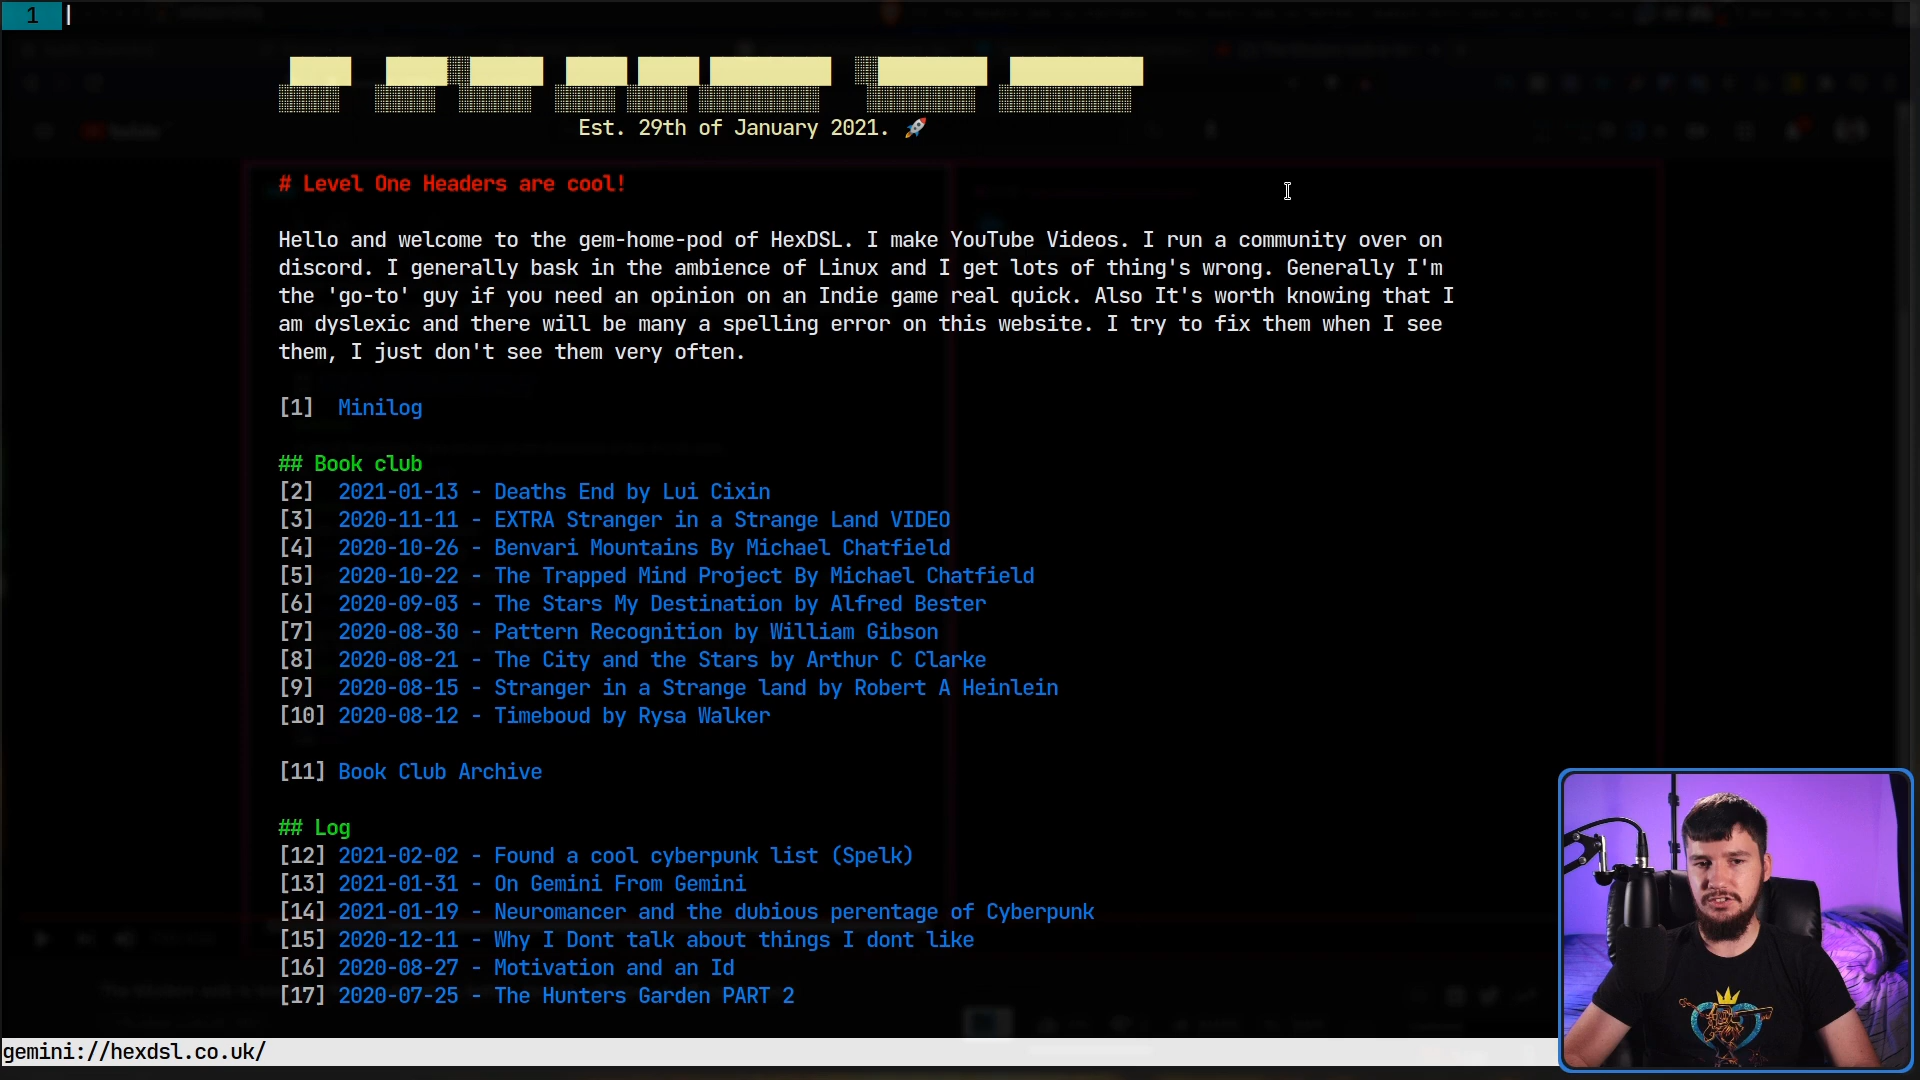 1
Est. 29th of January 2021. 🚀
# Level One Headers are cool!
Hello and welcome to the gem-home-pod of HexDSL. I make YouTube Videos. I run a community over on
discord. I generally bask in the ambience of Linux and I get lots of thing's wrong. Generally I'm
the 'go-to' guy if you need an opinion on an Indie game real quick. Also It's worth knowing that I
am dyslexic and there will be many a spelling error on this website. I try to fix them when I see
them, I just don't see them very often.
[1] Minilog
## Book club
[2] 2021-01-13 - Deaths End by Lui Cixin
[3] 2020-11-11 - EXTRA Stranger in a Strange Land VIDEO
[4] 2020-10-26 - Benvari Mountains By Michael Chatfield
[5] 2020-10-22 - The Trapped Mind Project By Michael Chatfield
[6] 2020-09-03 - The Stars My Destination by Alfred Bester
[7] 2020-08-30 - Pattern Recognition by William Gibson
[8] 2020-08-21 - The City and the Stars by Arthur C Clarke
[9] 2020-08-15 - Stranger in a Strange land by Robert A Heinlein
[10] 2020-08-12 - Timeboud by Rysa Walker
[11] Book Club Archive
## Log
[12] 2021-02-02 - Found a cool cyberpunk list (Spelk)
[13] 2021-01-31 - On Gemini From Gemini
[14] 2021-01-19 - Neuromancer and the dubious perentage of Cyberpunk
[15] 2020-12-11 - Why I Dont talk about things I dont like
[16] 2020-08-27 - Motivation and an Id
[17] 2020-07-25 - The Hunters Garden PART 2
gemini://hexdsl.co.uk/